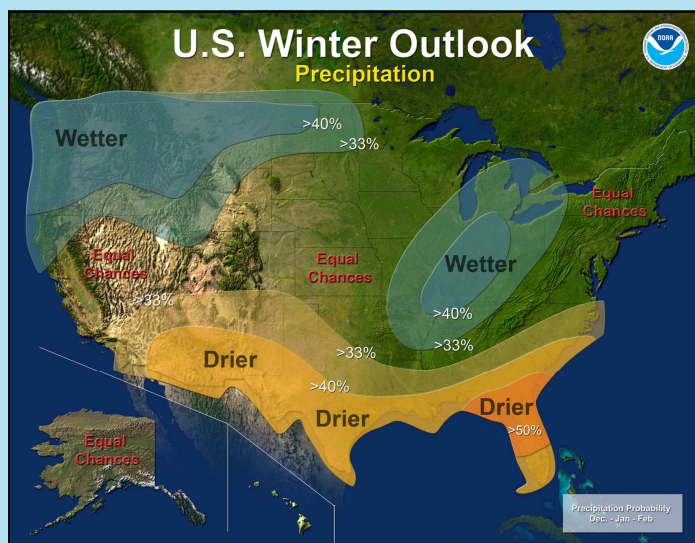 U.S. Winter Outlook
Precipitation
NOAA
Wetter
>40%
>33%
Equal
Chances
Equal
Chances
Equal
Chances
Wetter
>40%
>33%
>33%
Drier
>33%
>40%
Drier
Drier
>50%
Equal
Chances
Precipitation Probability
Dec. - Jan - Feb